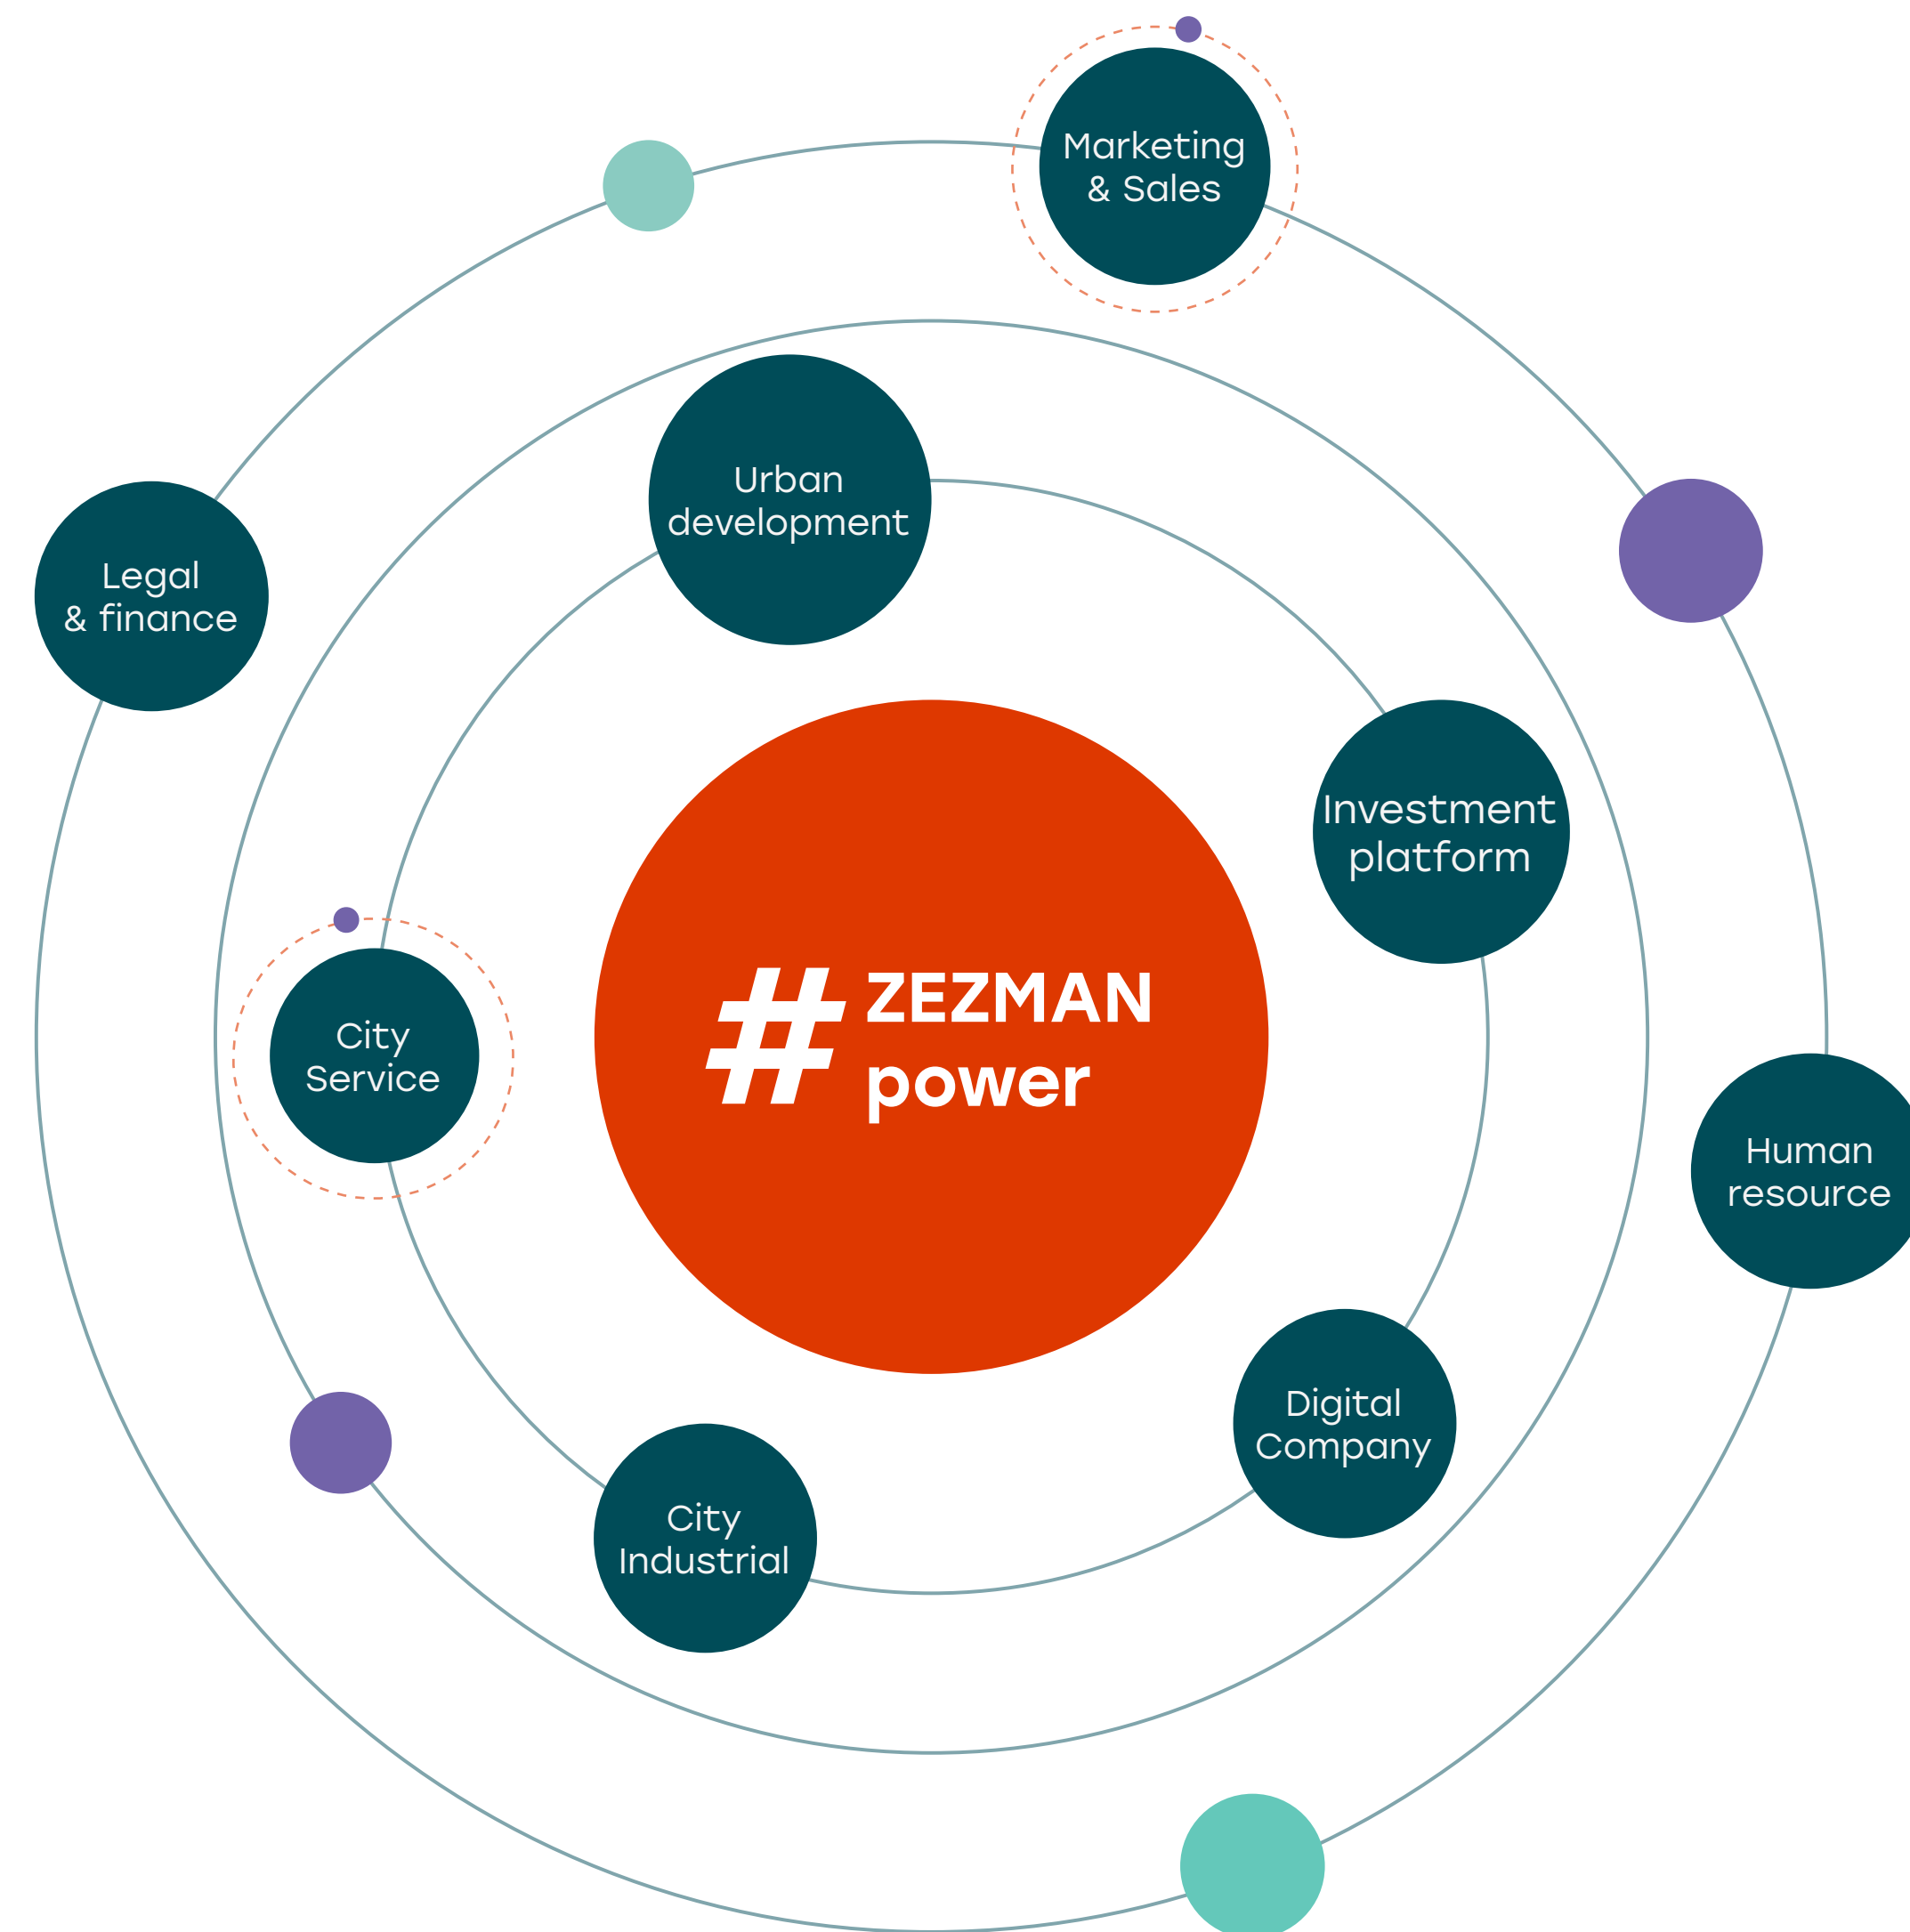 Marketing
& Sales
Urban
development
Legal
& finance
Investment
platform
#
ZEZMAN
power
City
Service
Human
resource
Digital
Company
City
Industrial